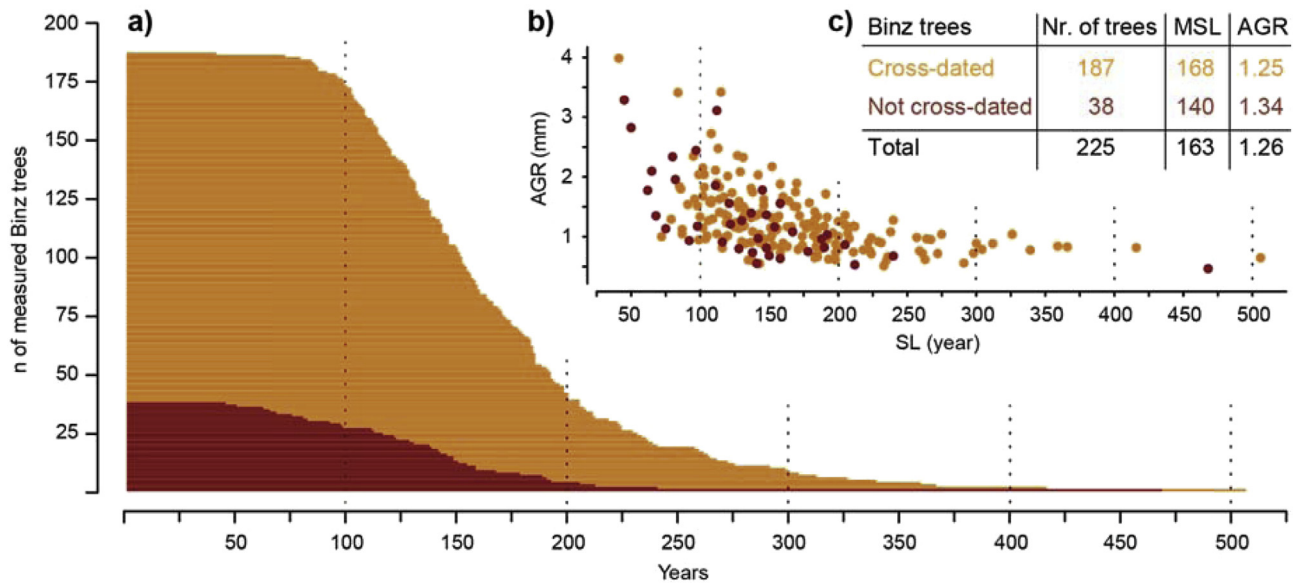 a)
n of measured Binz trees
200
175
150
125
100
75
50
25
50 100 150 200 250 300 350 400 450 500
Years
b)
AGR (mm)
4
3
2
1
50 100 150 200 250 300 350 400 450 500
SL (year)
c)
Binz trees Nr. of trees MSL AGR
Cross-dated 187 168 1.25
Not cross-dated 38 140 1.34
Total 225 163 1.26